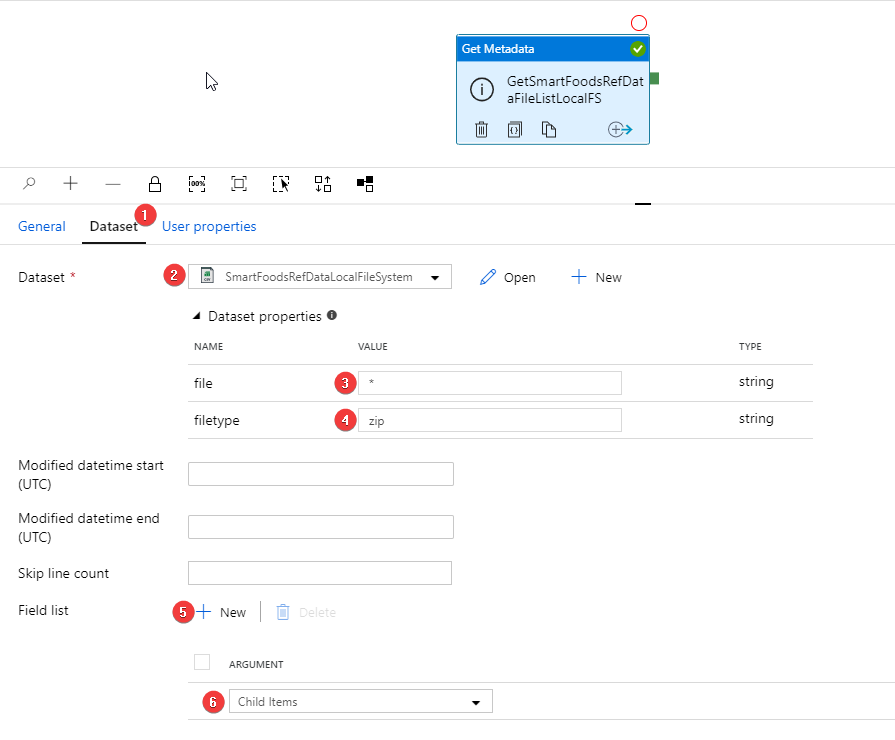 Get Metadata
GetSmartFoodsRefDat
aFileListLocalFS
100%
General
Dataset
1
User properties
Dataset *
2
SmartFoodsRefDataLocalFileSystem
Open
New
Dataset properties
NAME
VALUE
TYPE
file
3
*
string
filetype
4
zip
string
Modified datetime start
(UTC)
Modified datetime end
(UTC)
Skip line count
Field list
5
New
Delete
ARGUMENT
6
Child Items